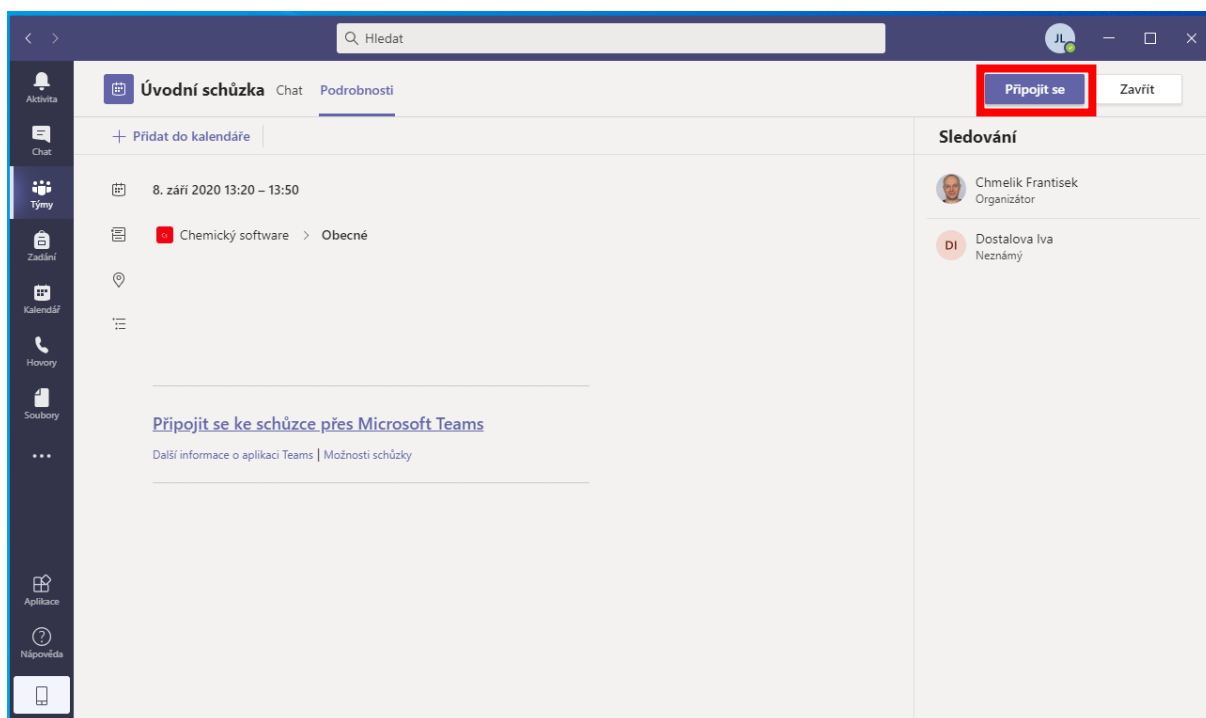 Hledat
JL
Aktivita
Chat
Týmy
Zadání
Kalendář
Hovory
Soubory
Aplikace
Nápověda
Úvodní schůzka Chat Podrobnosti
Připojit se Zavřít
+ Přidat do kalendáře
8. září 2020 13:20 – 13:50
Chemický software > Obecné
Připojit se ke schůzce přes Microsoft Teams
Další informace o aplikaci Teams | Možnosti schůzky
Sledování
Chmelik Frantisek
Organizátor
DI Dostalova Iva
Neznámý